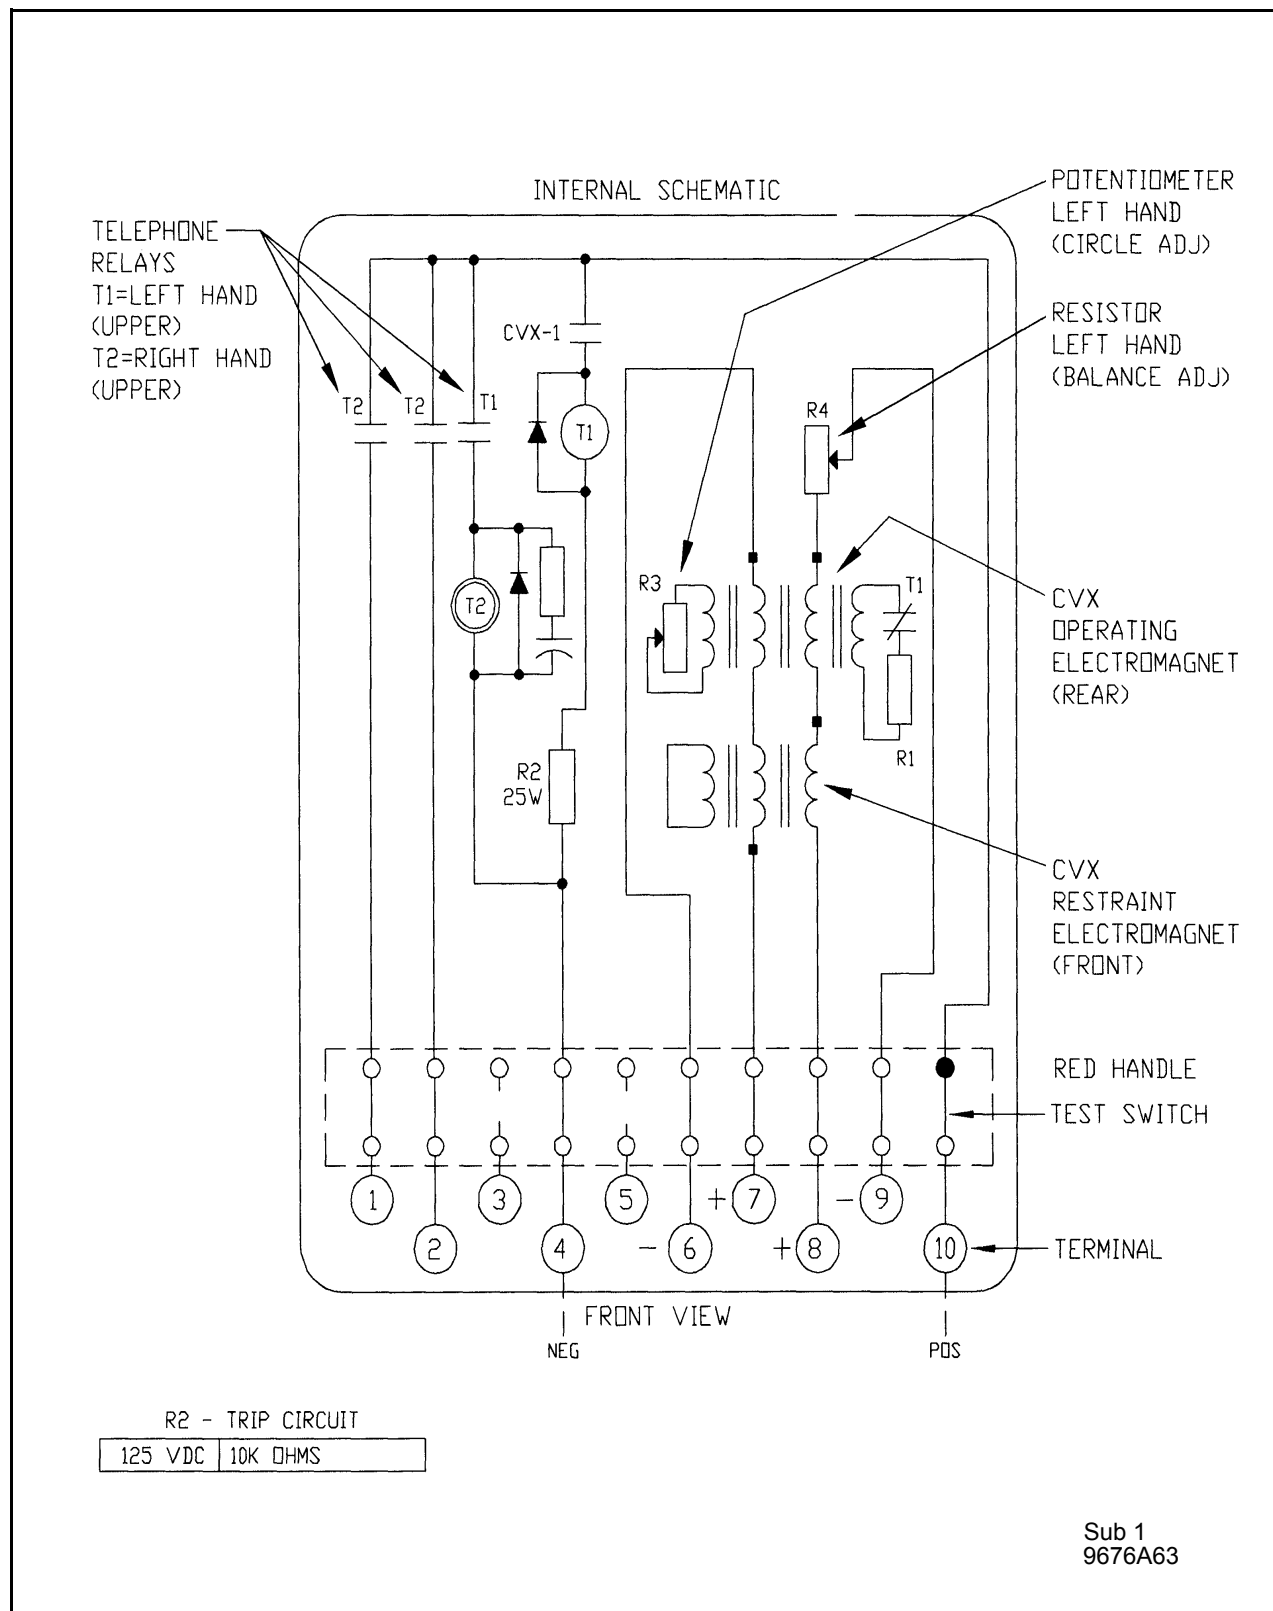 INTERNAL SCHEMATIC
TELEPHONE
RELAYS
T1=LEFT HAND
(UPPER)
T2=RIGHT HAND
(UPPER)
POTENTIOMETER
LEFT HAND
(CIRCLE ADJ)
RESISTOR
LEFT HAND
(BALANCE ADJ)
CVX-1
T2
T2
T1
T1
R4
R3
T1
T2
CVX
OPERATING
ELECTROMAGNET
(REAR)
R1
R2
25W
CVX
RESTRAINT
ELECTROMAGNET
(FRONT)
RED HANDLE
TEST SWITCH
1
3
5
+ 7
- 9
2
4
- 6
+ 8
10
TERMINAL
FRONT VIEW
NEG
POS
R2 - TRIP CIRCUIT
125 VDC 10K OHMS
Sub 1
9676A63